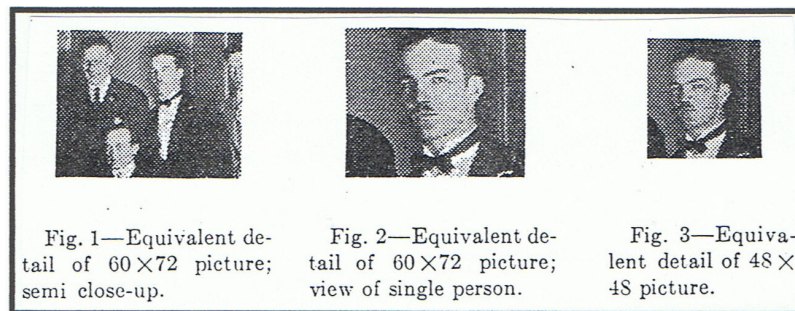 Fig. 1—Equivalent de-
tail of 60×72 picture;
semi close-up.
Fig. 2—Equivalent de-
tail of 60×72 picture;
view of single person.
Fig. 3—Equiva-
lent detail of 48×
48 picture.